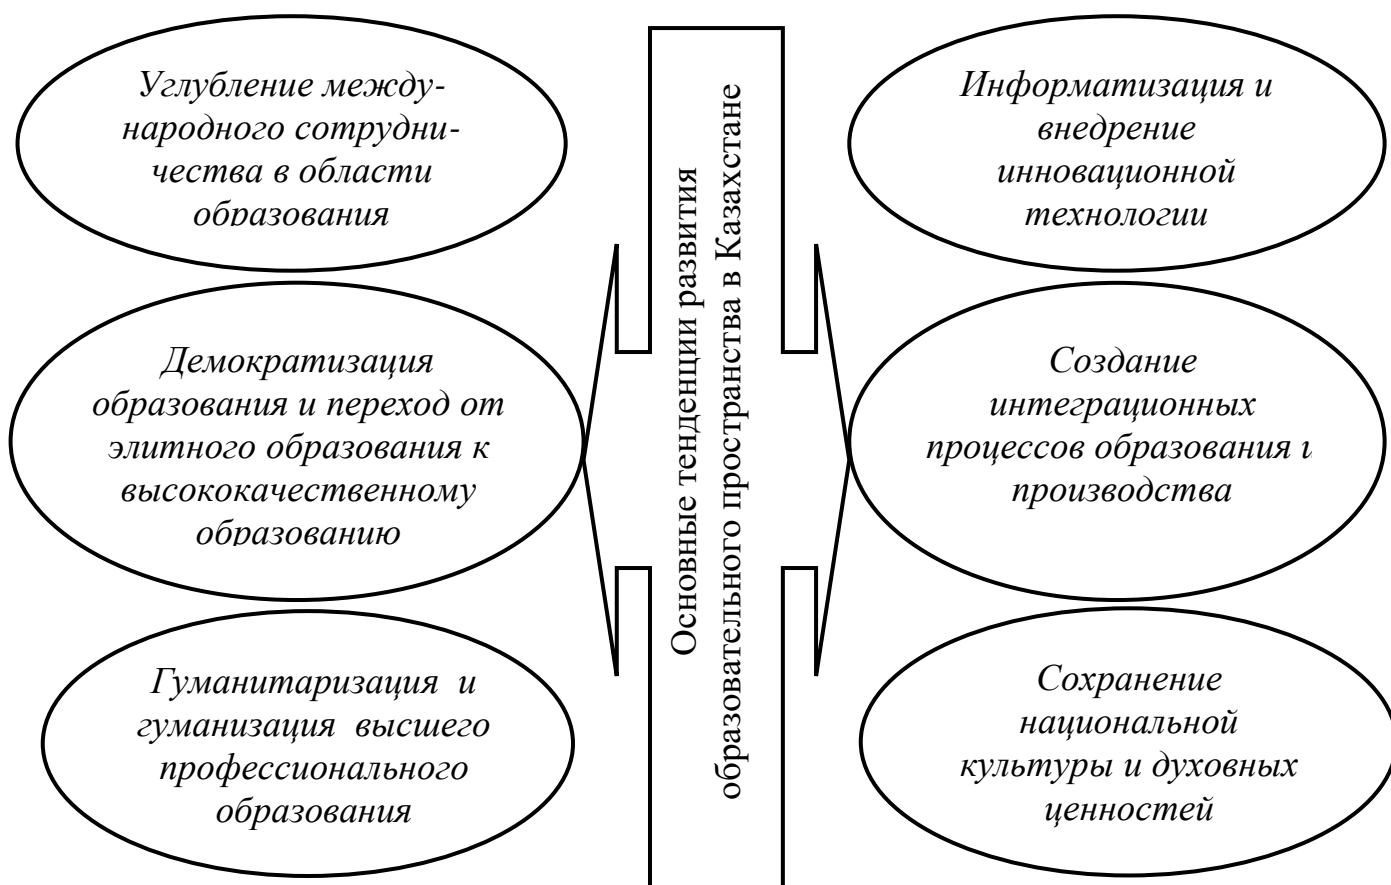 Углубление между-
народного сотрудни-
чества в области
образования
Демократизация
образования и переход от
элитного образования к
высококачественному
образованию
Гуманитаризация и
гуманизация высшего
профессионального
образования
Основные тенденции развития
образовательного пространства в Казахстане
Информатизация и
внедрение
инновационной
технологии
Создание
интеграционных
процессов образования и
производства
Сохранение
национальной
культуры и духовных
ценностей